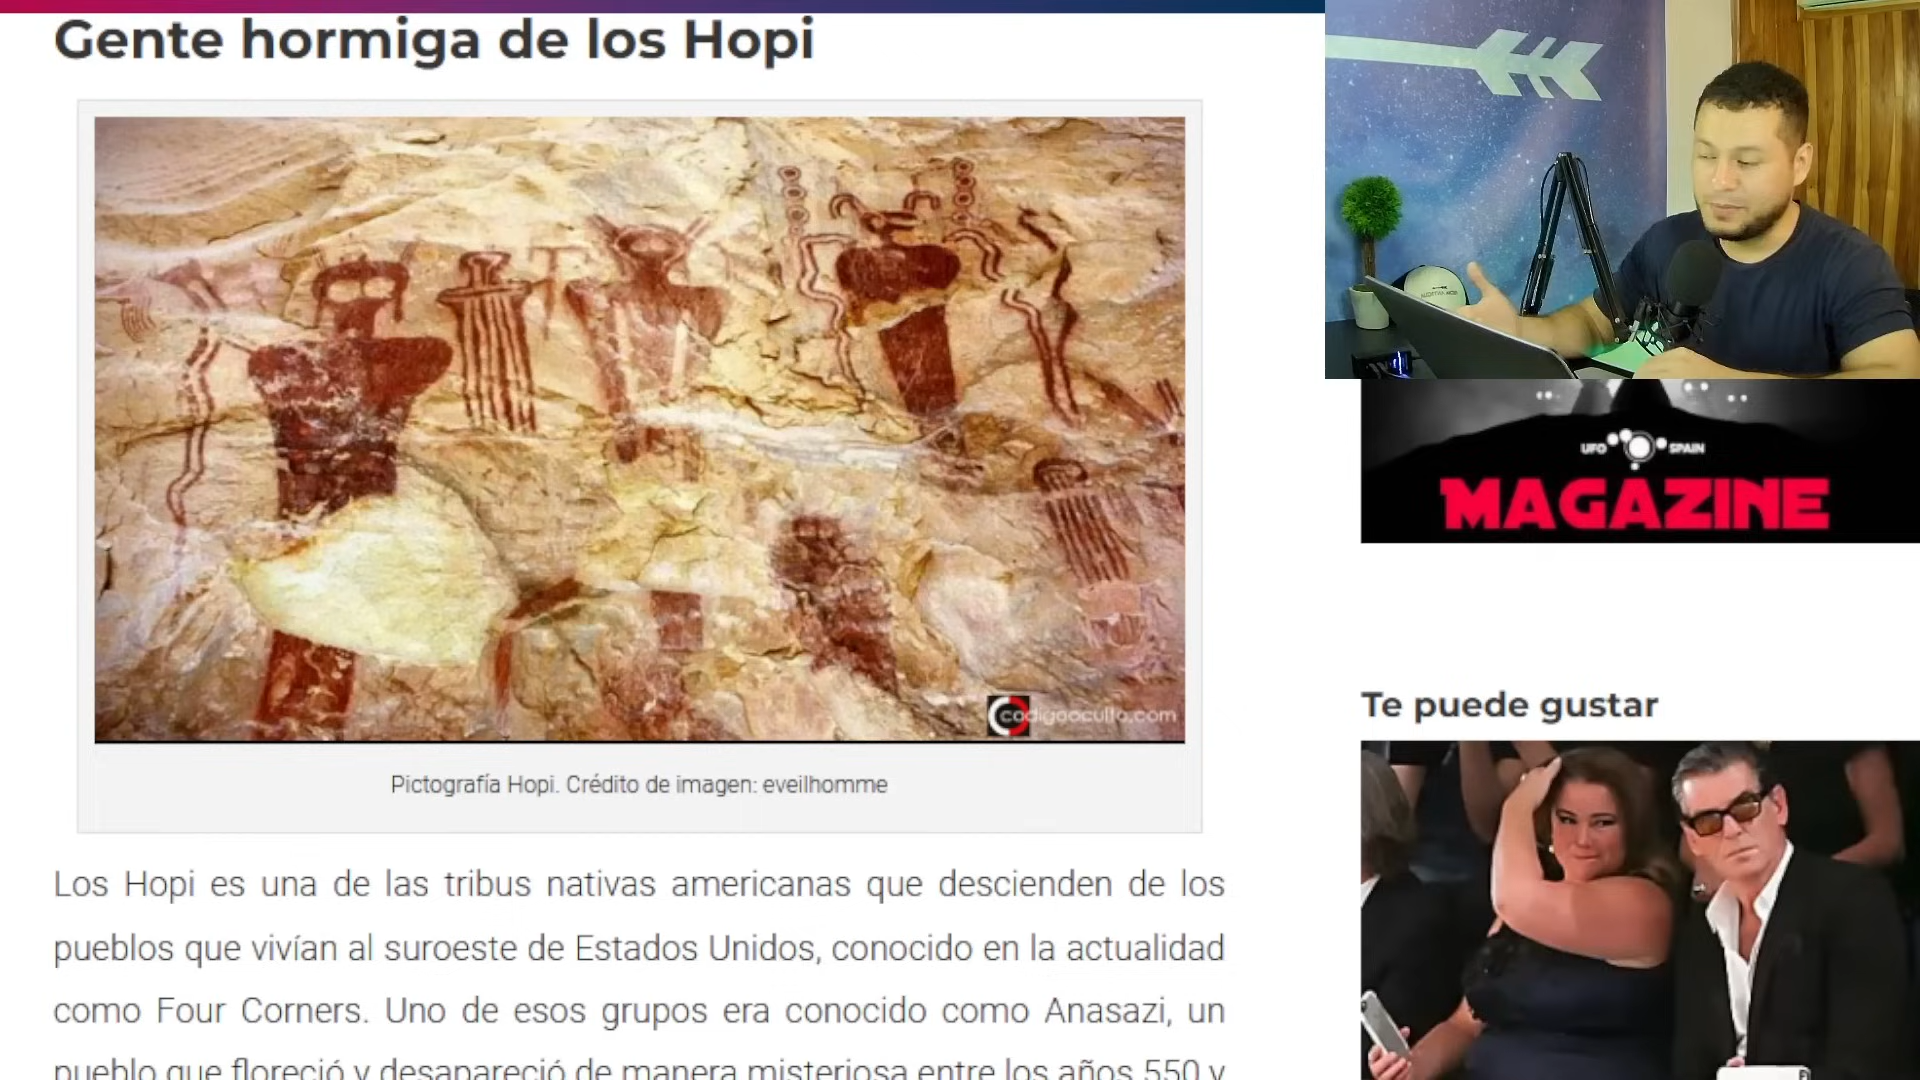 Gente hormiga de los Hopi
codigooculto.com
Pictografía Hopi. Crédito de imagen: eveilhomme
Los Hopi es una de las tribus nativas americanas que descienden de los
pueblos que vivían al suroeste de Estados Unidos, conocido en la actualidad
como Four Corners. Uno de esos grupos era conocido como Anasazi, un
pueblo que floreció y desapareció de manera misteriosa entre los años 550 y
UFO SPAIN
MAGAZINE
Te puede gustar